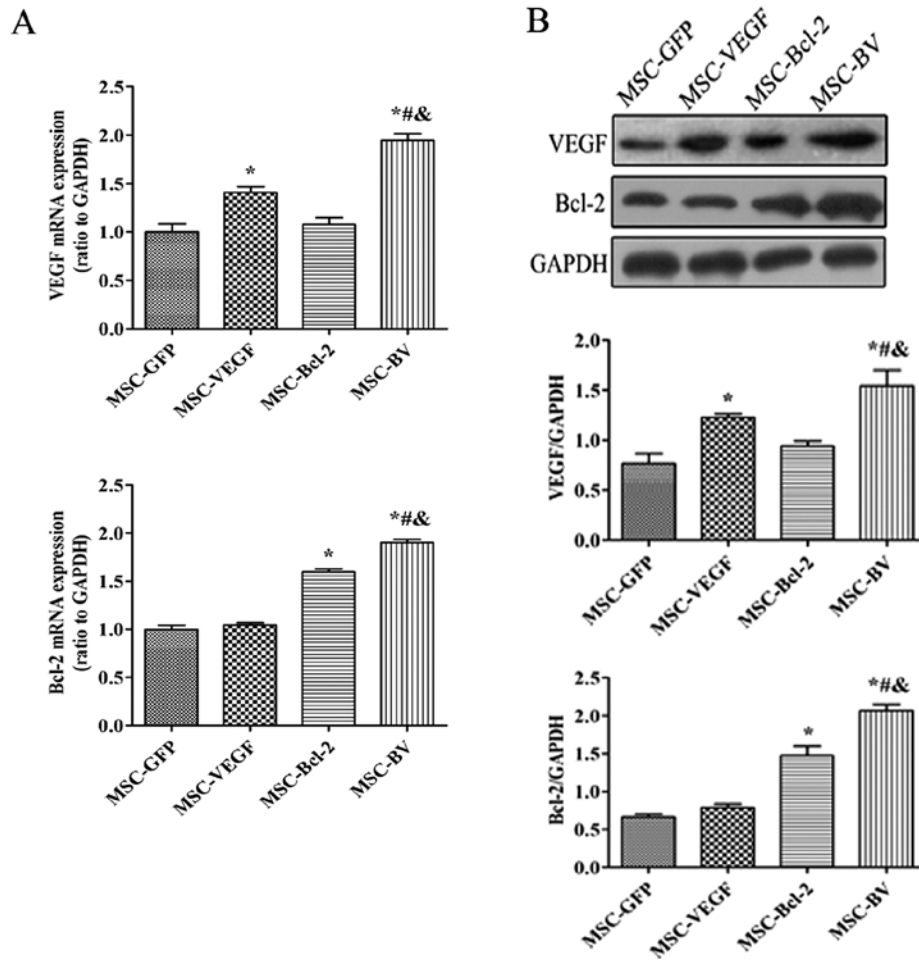 A
VEGF mRNA expression
(ratio to GAPDH)
2.5
2.0
1.5
1.0
0.5
0.0
*
*#&
MSC-GFP
MSC-VEGF
MSC-Bcl-2
MSC-BV
Bcl-2 mRNA expression
(ratio to GAPDH)
2.5
2.0
1.5
1.0
0.5
0.0
*
*#&
MSC-GFP
MSC-VEGF
MSC-Bcl-2
MSC-BV
B
MSC-GFP
MSC-VEGF
MSC-Bcl-2
MSC-BV
VEGF
Bcl-2
GAPDH
VEGF/GAPDH
2.0
1.5
1.0
0.5
0.0
*
*#&
MSC-GFP
MSC-VEGF
MSC-Bcl-2
MSC-BV
Bcl-2/GAPDH
2.5
2.0
1.5
1.0
0.5
0.0
*
*#&
MSC-GFP
MSC-VEGF
MSC-Bcl-2
MSC-BV